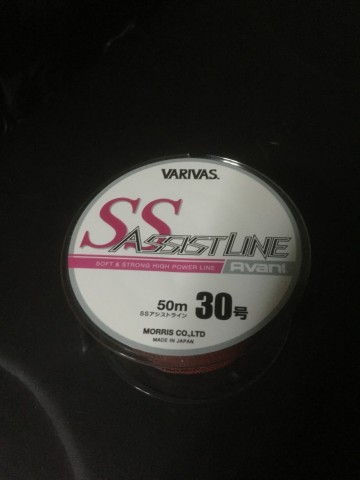 VARIVAS.
SS ASSIST LINE
SOFT & STRONG HIGH POWER LINE Avani
50m 30号
SSアシストライン
MORRIS CO.,LTD
MADE IN JAPAN